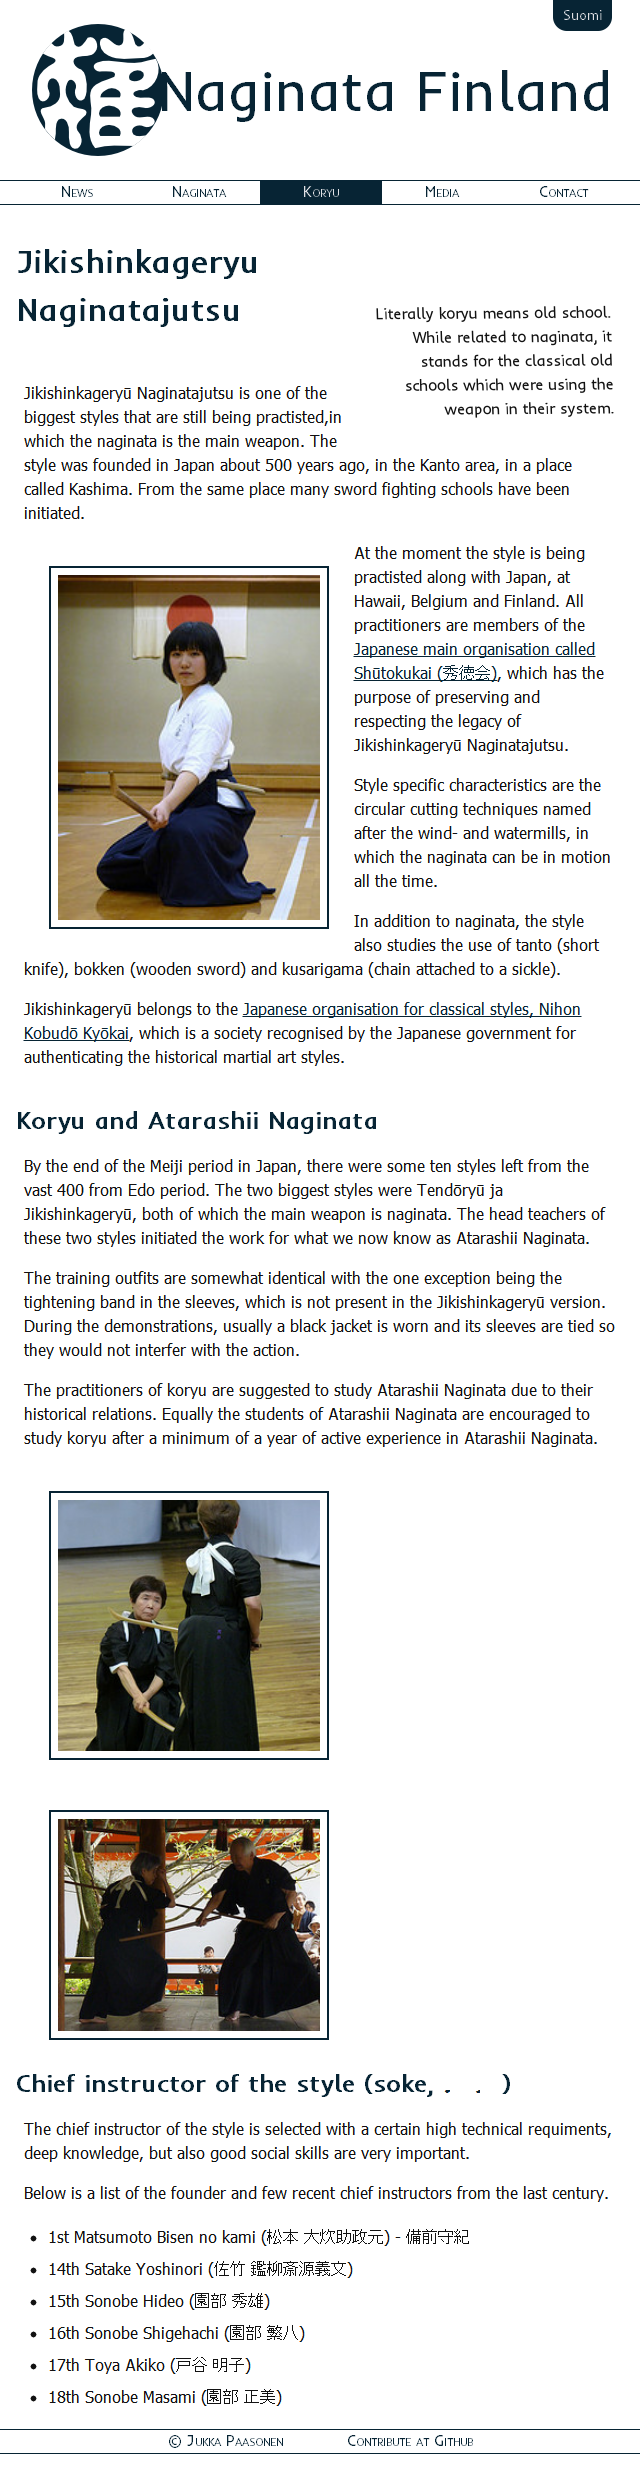 Suomi
Naginata Finland
News Naginata Koryu Media Contact
Jikishinkageryu
Naginatajutsu
Literally koryu means old school.
While related to naginata, it
stands for the classical old
schools which were using the
weapon in their system.
Jikishinkageryū Naginatajutsu is one of the
biggest styles that are still being practisted,in
which the naginata is the main weapon. The
style was founded in Japan about 500 years ago, in the Kanto area, in a place
called Kashima. From the same place many sword fighting schools have been
initiated.
At the moment the style is being
practisted along with Japan, at
Hawaii, Belgium and Finland. All
practitioners are members of the
Japanese main organisation called
Shūtokukai (秀徳会), which has the
purpose of preserving and
respecting the legacy of
Jikishinkageryū Naginatajutsu.
Style specific characteristics are the
circular cutting techniques named
after the wind- and watermills, in
which the naginata can be in motion
all the time.
In addition to naginata, the style
also studies the use of tanto (short
knife), bokken (wooden sword) and kusarigama (chain attached to a sickle).
Jikishinkageryū belongs to the Japanese organisation for classical styles, Nihon
Kobudō Kyōkai, which is a society recognised by the Japanese government for
authenticating the historical martial art styles.
Koryu and Atarashii Naginata
By the end of the Meiji period in Japan, there were some ten styles left from the
vast 400 from Edo period. The two biggest styles were Tendōryū ja
Jikishinkageryū, both of which the main weapon is naginata. The head teachers of
these two styles initiated the work for what we now know as Atarashii Naginata.
The training outfits are somewhat identical with the one exception being the
tightening band in the sleeves, which is not present in the Jikishinkageryū version.
During the demonstrations, usually a black jacket is worn and its sleeves are tied so
they would not interfer with the action.
The practitioners of koryu are suggested to study Atarashii Naginata due to their
historical relations. Equally the students of Atarashii Naginata are encouraged to
study koryu after a minimum of a year of active experience in Atarashii Naginata.
Chief instructor of the style (soke, . . )
The chief instructor of the style is selected with a certain high technical requiments,
deep knowledge, but also good social skills are very important.
Below is a list of the founder and few recent chief instructors from the last century.
• 1st Matsumoto Bisen no kami (松本 大炊助政元) - 備前守紀
• 14th Satake Yoshinori (佐竹 鑑柳斎源義文)
• 15th Sonobe Hideo (園部 秀雄)
• 16th Sonobe Shigehachi (園部 繁八)
• 17th Toya Akiko (戸谷 明子)
• 18th Sonobe Masami (園部 正美)
© Jukka Paasonen Contribute at Github